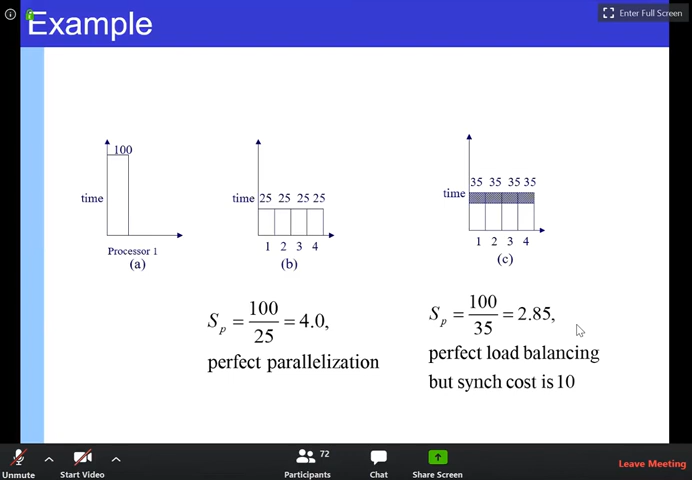 Enter Full Screen
Example
100
time
Processor 1
(a)
time
25 25 25 25
1 2 3 4
(b)
time
35 35 35 35
1 2 3 4
(c)
Sp = 100/25 = 4.0,
perfect parallelization
Sp = 100/35 = 2.85,
perfect load balancing
but synch cost is 10
Unmute
Start Video
72
Participants
Chat
Share Screen
Leave Meeting